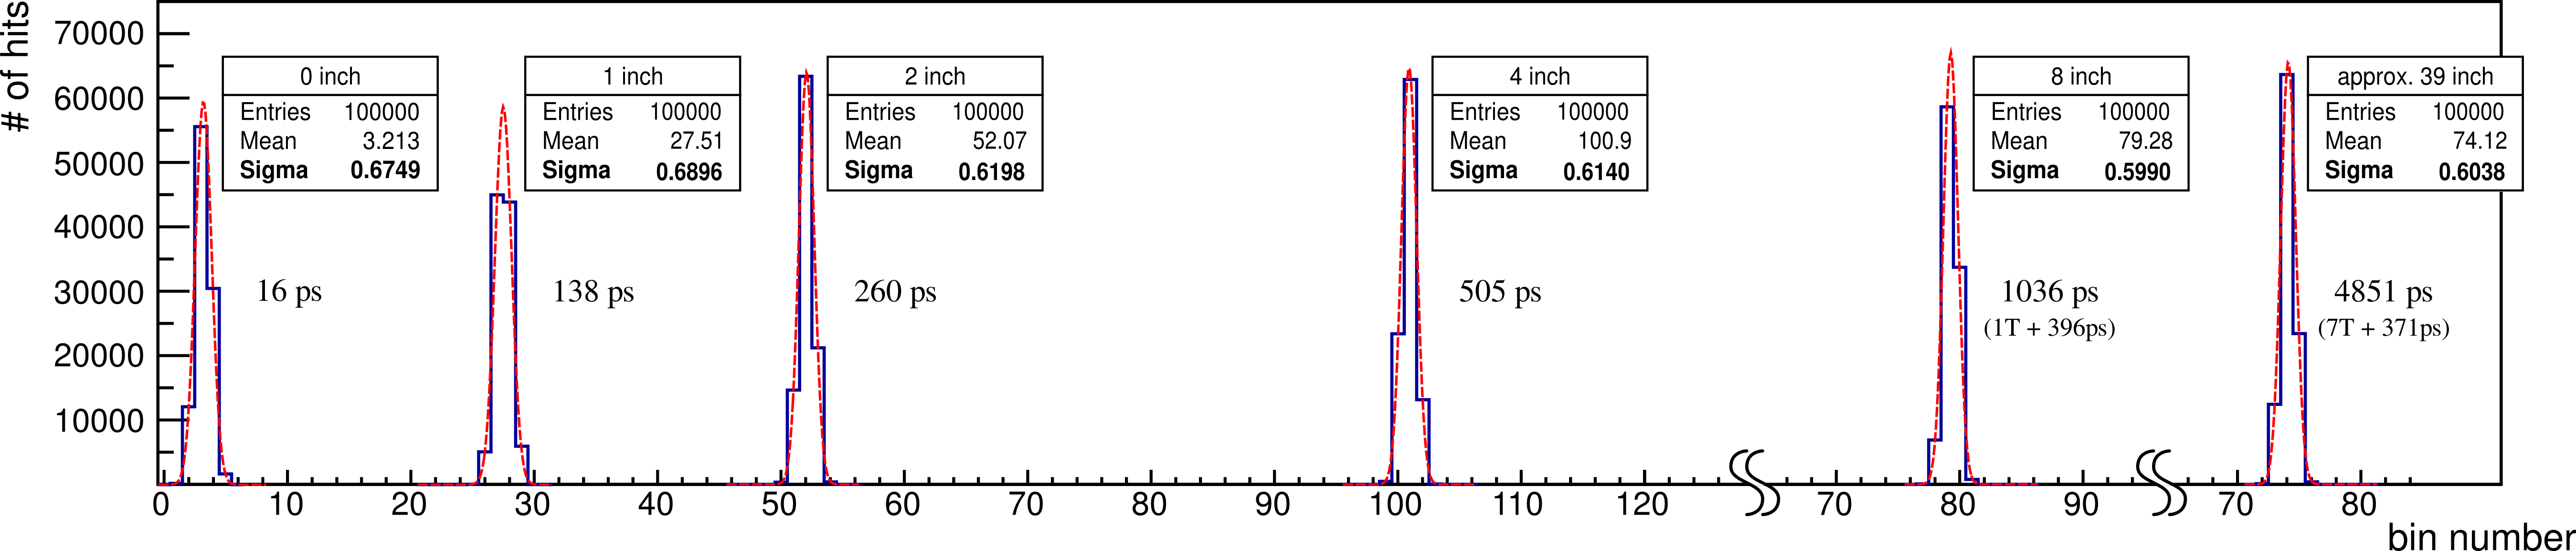 # of hits
70000
60000
50000
40000
30000
20000
10000
0 inch
Entries 100000
Mean 3.213
Sigma 0.6749
16 ps
1 inch
Entries 100000
Mean 27.51
Sigma 0.6896
138 ps
2 inch
Entries 100000
Mean 52.07
Sigma 0.6198
260 ps
4 inch
Entries 100000
Mean 100.9
Sigma 0.6140
505 ps
8 inch
Entries 100000
Mean 79.28
Sigma 0.5990
1036 ps
(1T + 396ps)
approx. 39 inch
Entries 100000
Mean 74.12
Sigma 0.6038
4851 ps
(7T + 371ps)
0 10 20 30 40 50 60 70 80 90 100 110 120 70 80 90 70 80
bin number